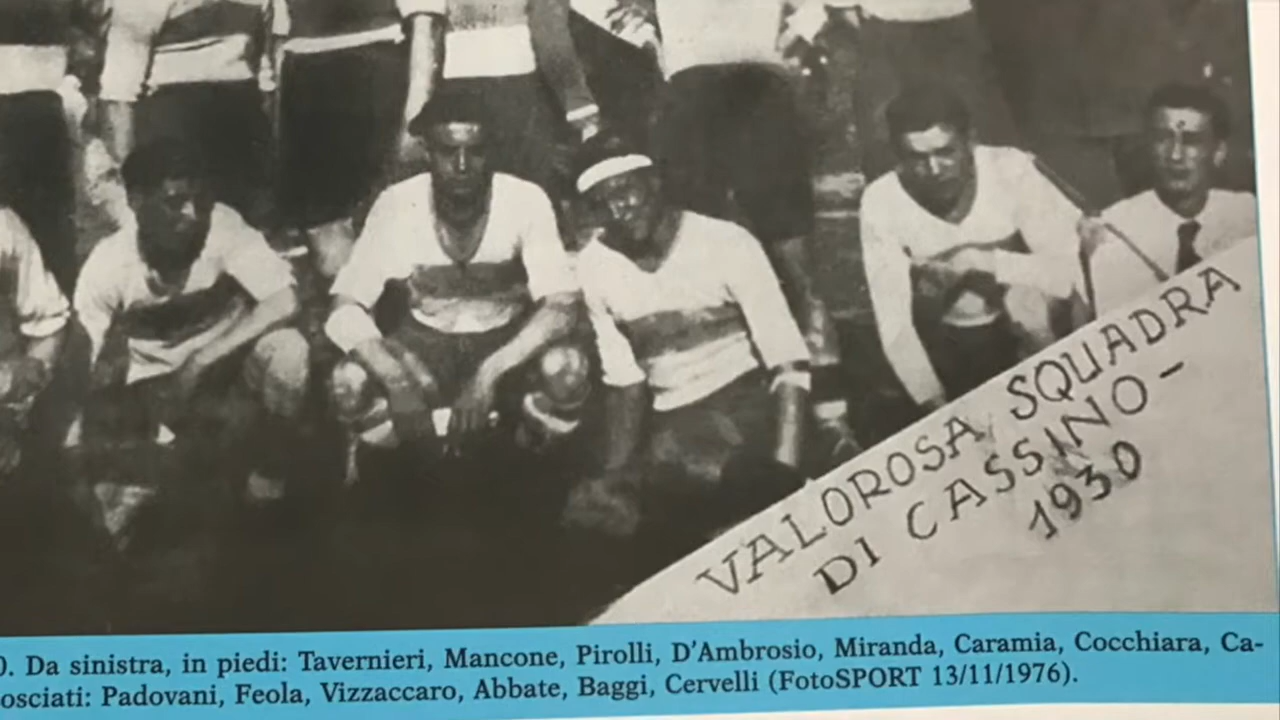 VALOROSA SQUADRA
DI CASSINO -
1930
0. Da sinistra, in piedi: Tavernieri, Mancone, Pirolli, D'Ambrosio, Miranda, Caramia, Cocchiara, Ca-
osciati: Padovani, Feola, Vizzaccaro, Abbate, Baggi, Cervelli (FotoSPORT 13/11/1976).